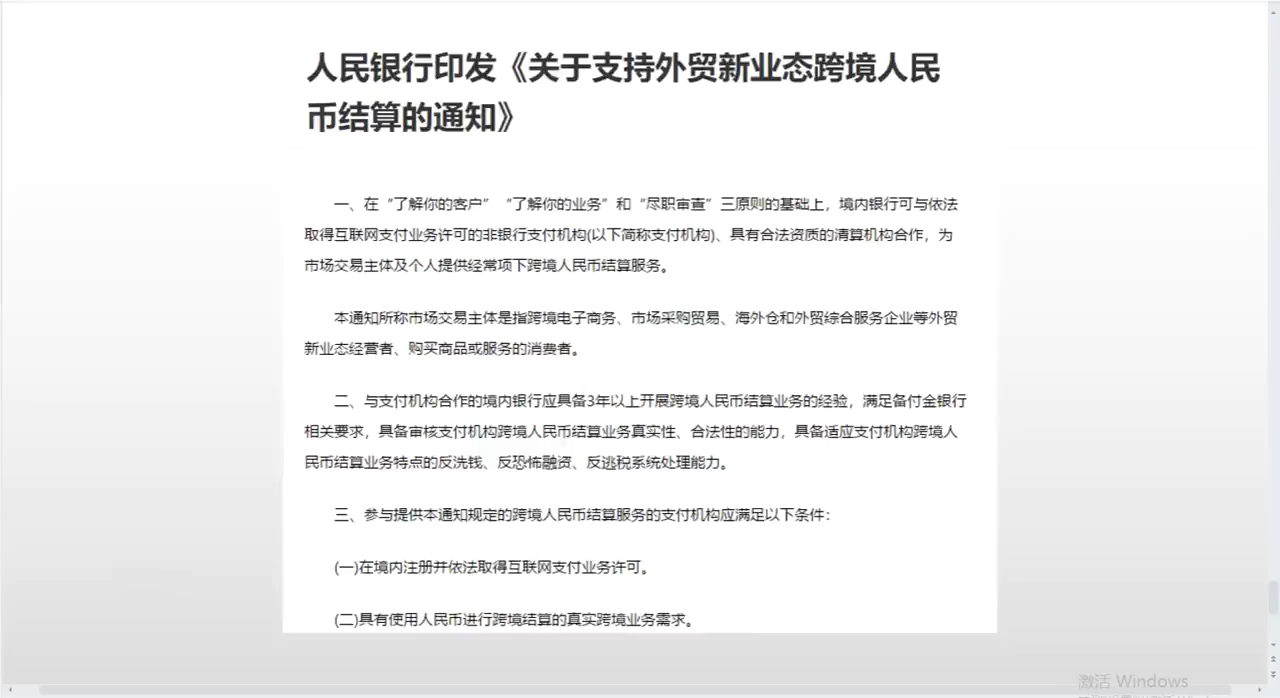 人民银行印发《关于支持外贸新业态跨境人民
币结算的通知》
一、在“了解你的客户”“了解你的业务”和“尽职审查”三原则的基础上，境内银行可与依法
取得互联网支付业务许可的非银行支付机构(以下简称支付机构)、具有合法资质的清算机构合作，为
市场交易主体及个人提供经常项下跨境人民币结算服务。
本通知所称市场交易主体是指跨境电子商务、市场采购贸易、海外仓和外贸综合服务企业等外贸
新业态经营者、购买商品或服务的消费者。
二、与支付机构合作的境内银行应具备3年以上开展跨境人民币结算业务的经验，满足备付金银行
相关要求，具备审核支付机构跨境人民币结算业务真实性、合法性的能力，具备适应支付机构跨境人
民币结算业务特点的反洗钱、反恐怖融资、反逃税系统处理能力。
三、参与提供本通知规定的跨境人民币结算服务的支付机构应满足以下条件：
(一)在境内注册并依法取得互联网支付业务许可。
(二)具有使用人民币进行跨境结算的真实跨境业务需求。
激活 Windows